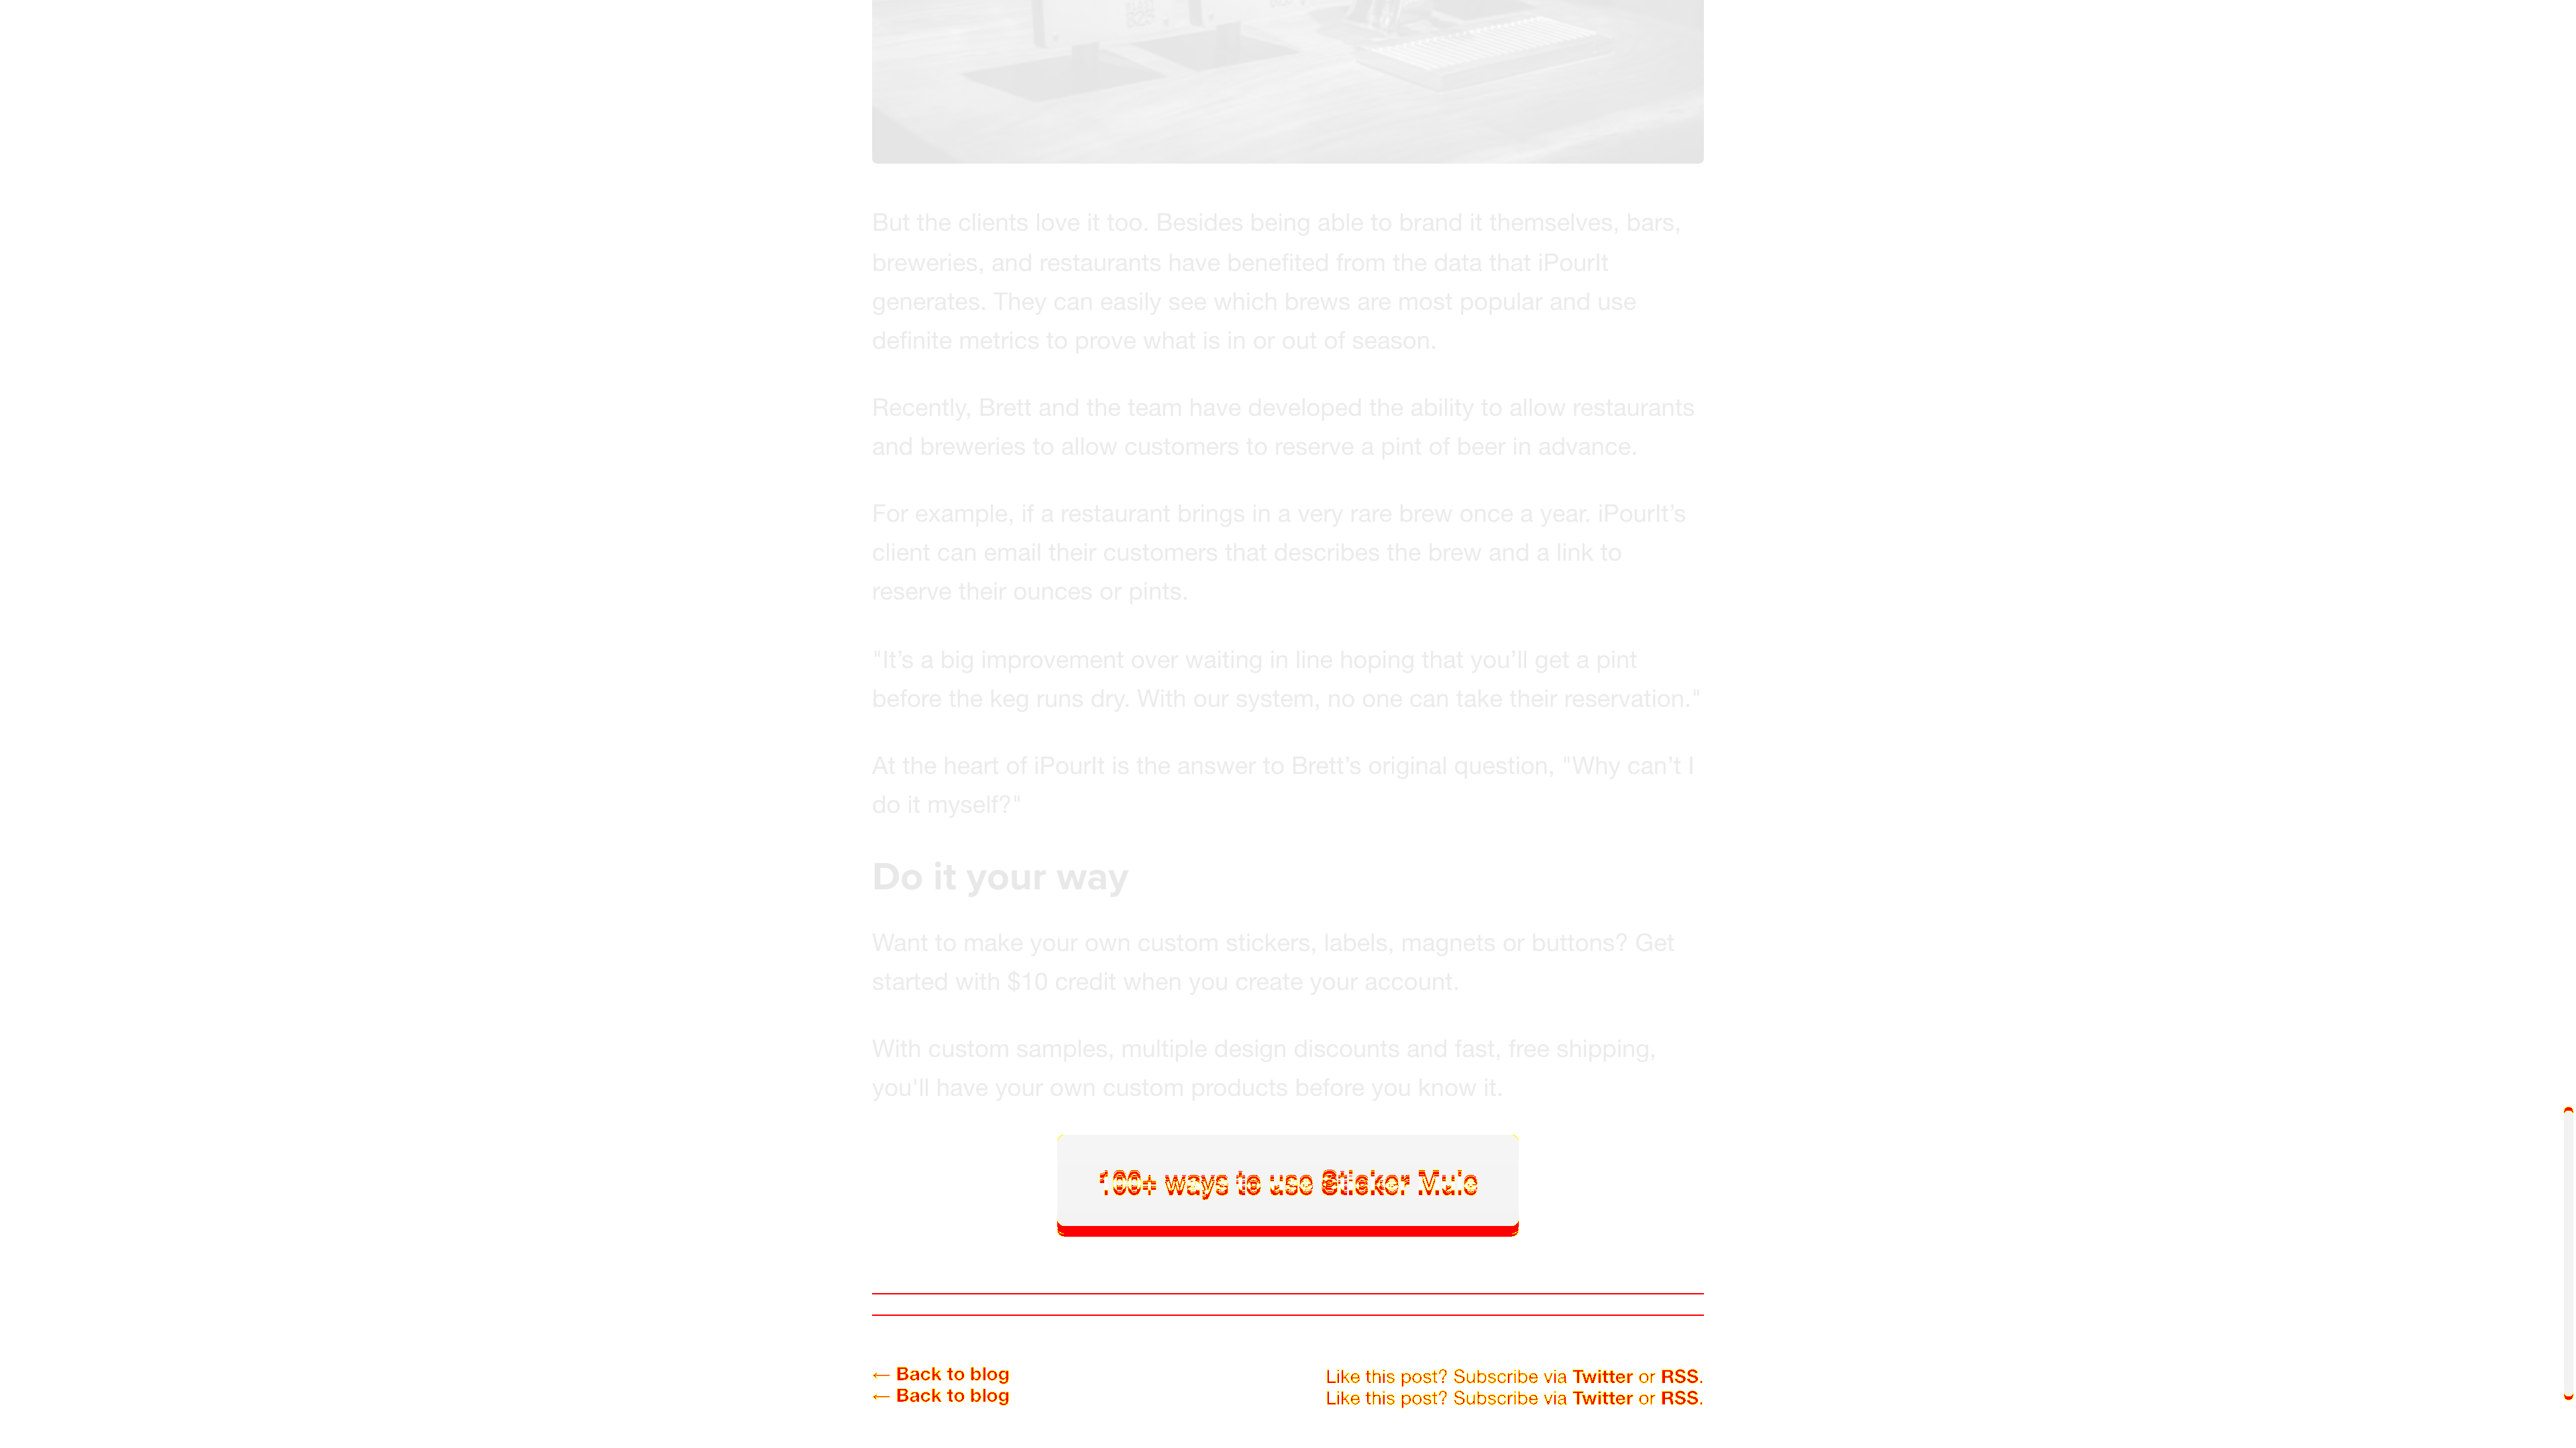 But the clients love it too. Besides being able to brand it themselves, bars,
breweries, and restaurants have benefited from the data that iPourIt
generates. They can easily see which brews are most popular and use
definite metrics to prove what is in or out of season.
Recently, Brett and the team have developed the ability to allow restaurants
and breweries to allow customers to reserve a pint of beer in advance.
For example, if a restaurant brings in a very rare brew once a year. iPourIt’s
client can email their customers that describes the brew and a link to
reserve their ounces or pints.
"It’s a big improvement over waiting in line hoping that you’ll get a pint
before the keg runs dry. With our system, no one can take their reservation."
At the heart of iPourIt is the answer to Brett’s original question, "Why can’t I
do it myself?"
Do it your way
Want to make your own custom stickers, labels, magnets or buttons? Get
started with $10 credit when you create your account.
With custom samples, multiple design discounts and fast, free shipping,
you'll have your own custom products before you know it.
100+ ways to use Sticker Mule
← Back to blog
Like this post? Subscribe via Twitter or RSS.
← Back to blog
Like this post? Subscribe via Twitter or RSS.